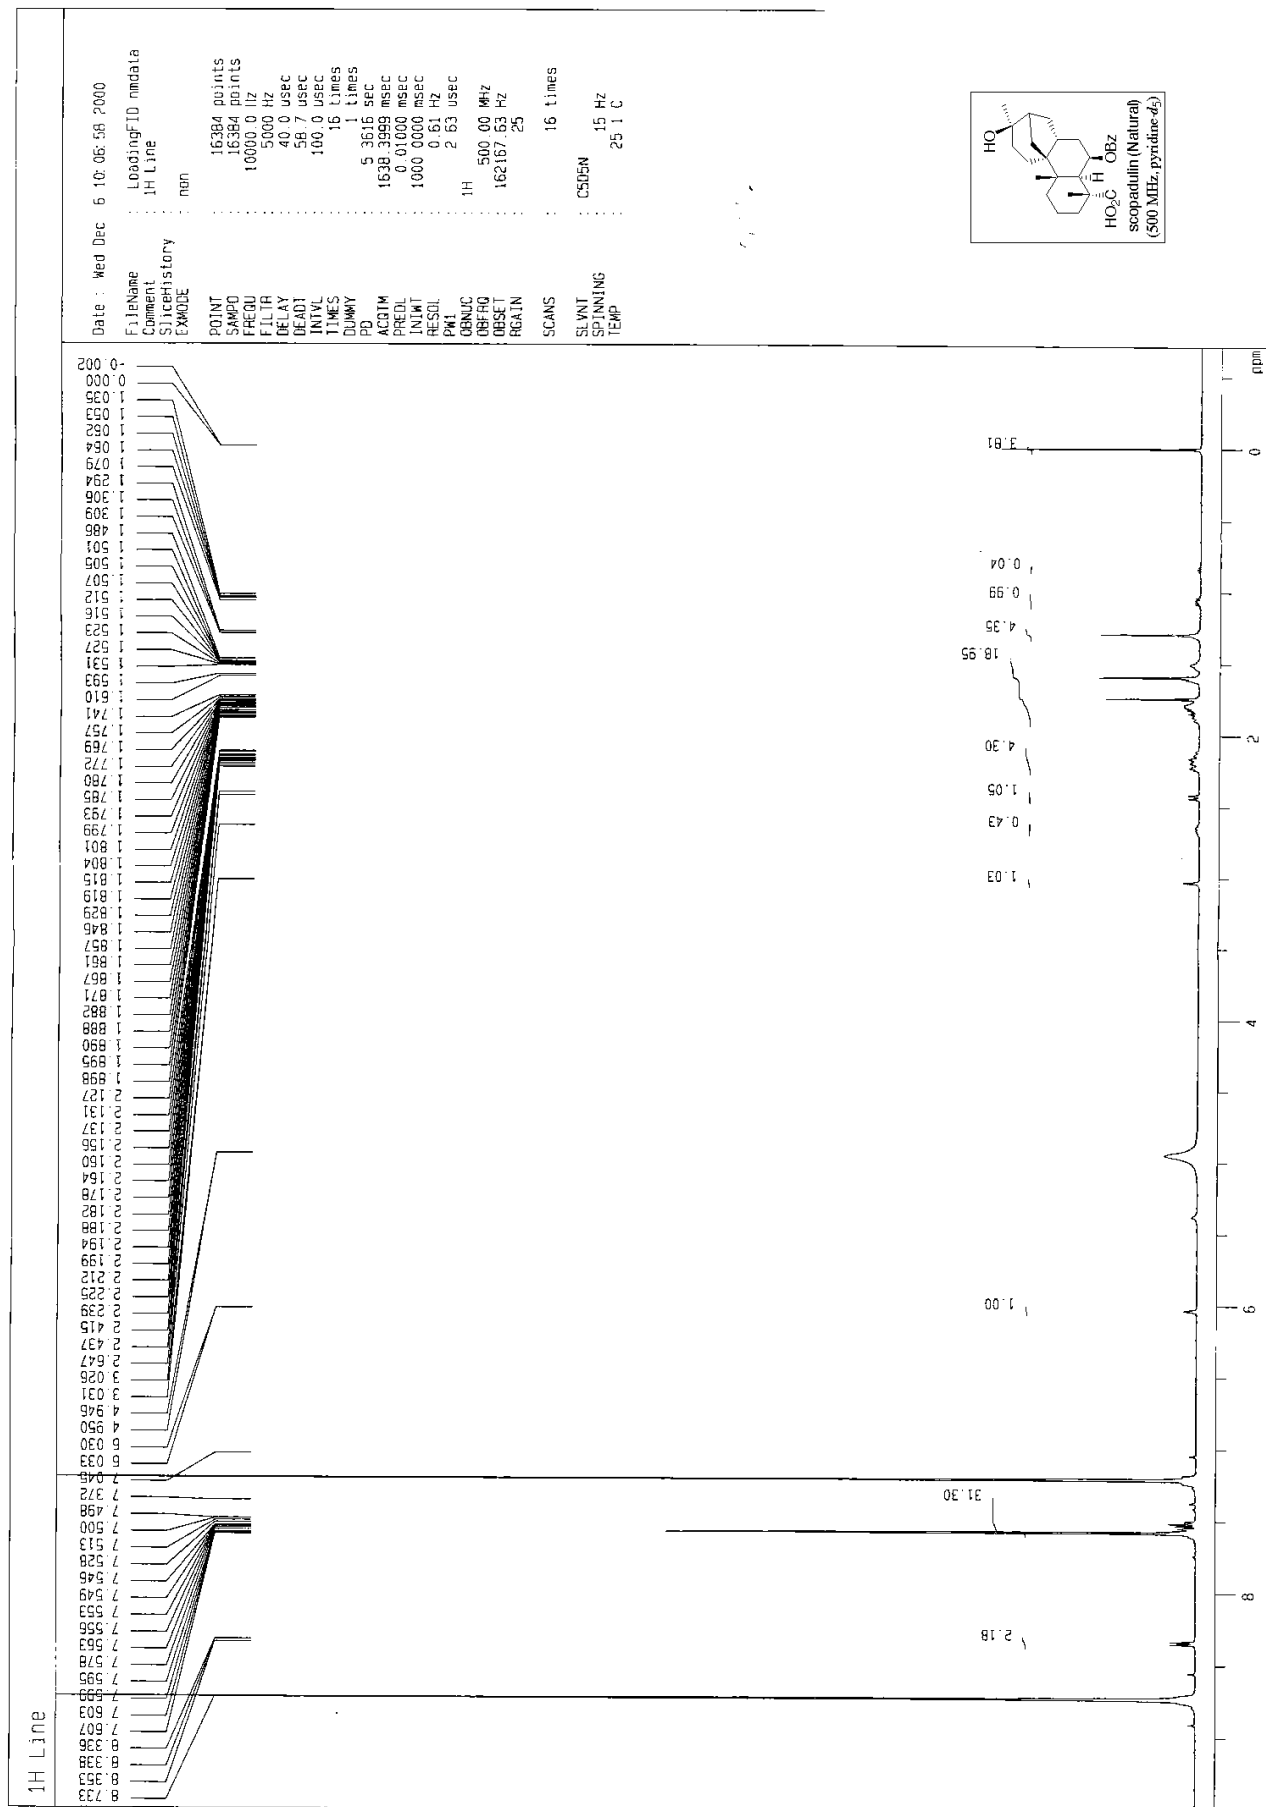 1H Line
Date : Wed Dec 6 10:06:58 2000
FileName : LoadingFID nmdata
Comment : 1H Line
SliceHistory :
EXMODE : non
POINT : 16384 points
SAMPO : 16384 points
FREQU : 10000.0 Hz
FILTR : 5000 Hz
DELAY : 40.0 usec
DEADT : 58.7 usec
INTVL : 100.0 usec
TIMES : 16 times
DUMMY : 1 times
PD : 5.3616 sec
ACQTM : 1638.3999 msec
PREDL : 0.01000 msec
INIWT : 1000.0000 msec
RESOL : 0.61 Hz
PW1 : 2.63 usec
OBNUC : 1H
OBFRQ : 500.00 MHz
OBSET : 162167.63 Hz
RGAIN : 25
SCANS : 16 times
SLVNT : C5D5N
SPINNING : 15 Hz
TEMP : 25.1 C
HO
H
OBz
HO2C
scopadulin (Natural)
(500 MHz, pyridine-d5)
-0.002
0.000
1.035
1.053
1.062
1.064
1.079
1.294
1.306
1.309
1.486
1.501
1.505
1.507
1.512
1.516
1.523
1.527
1.531
1.593
1.610
1.741
1.757
1.769
1.772
1.780
1.785
1.793
1.799
1.801
1.804
1.815
1.819
1.829
1.846
1.857
1.861
1.867
1.871
1.882
1.888
1.890
1.895
1.898
2.127
2.131
2.137
2.156
2.160
2.164
2.178
2.182
2.188
2.194
2.199
2.212
2.225
2.239
2.415
2.437
2.647
3.026
3.031
4.946
4.950
6.030
6.033
7.045
7.372
7.498
7.500
7.513
7.528
7.546
7.549
7.553
7.556
7.563
7.578
7.595
7.599
7.603
7.607
8.336
8.338
8.353
8.733
3.81
0.04
0.99
4.35
18.95
4.30
1.05
0.43
1.03
1.00
31.30
2.18
ppm
0
2
4
6
8